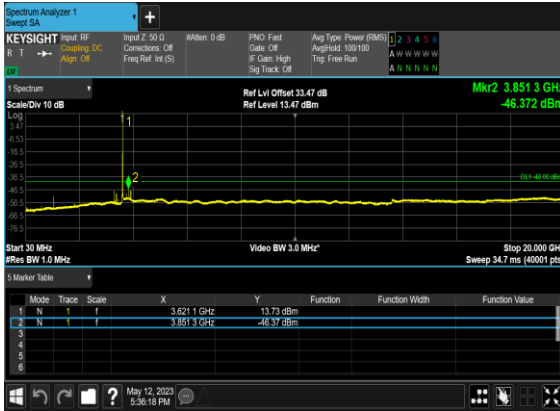 Spectrum Analyzer 1
Swept SA
+
KEYSIGHT Input: RF Input Z: 50 Ω #Atten: 0 dB PNO: Fast Avg Type: Power (RMS) 1 2 3 4 5 6
R T Coupling: DC Corrections: Off Gate: Off Avg|Hold: 100/100 A W W W W W
Align: Off Freq Ref: Int (S) IF Gain: High Trig: Free Run
Sig Track: Off A N N N N N
1 Spectrum
Ref Lvl Offset 33.47 dB Mkr2 3.851 3 GHz
Scale/Div 10 dB Ref Level 13.47 dBm -46.372 dBm
Log
1
3.47
-6.53
-16.5
-26.5
2 DL1 -40.00 dBm
-36.5
-46.5
-56.5
-66.5
-76.5
Start 30 MHz Video BW 3.0 MHz* Stop 20.000 GHz
#Res BW 1.0 MHz Sweep 34.7 ms (40001 pts)
5 Marker Table
Mode Trace Scale X Y Function Function Width Function Value
1 N 1 f 3.621 1 GHz 13.73 dBm
2 N 1 f 3.851 3 GHz -46.37 dBm
3
4
5
6
? May 12, 2023
5:36:18 PM